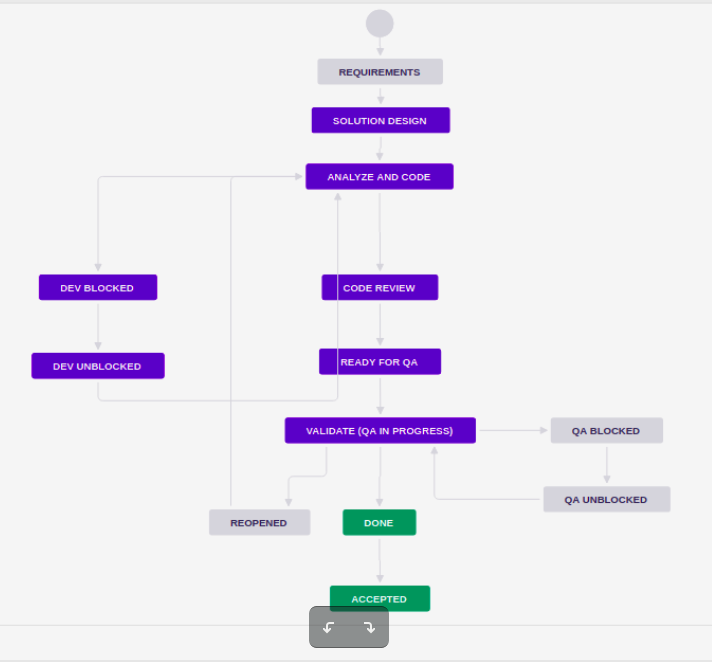 REQUIREMENTS
SOLUTION DESIGN
ANALYZE AND CODE
DEV BLOCKED
CODE REVIEW
DEV UNBLOCKED
READY FOR QA
VALIDATE (QA IN PROGRESS)
QA BLOCKED
QA UNBLOCKED
REOPENED
DONE
ACCEPTED